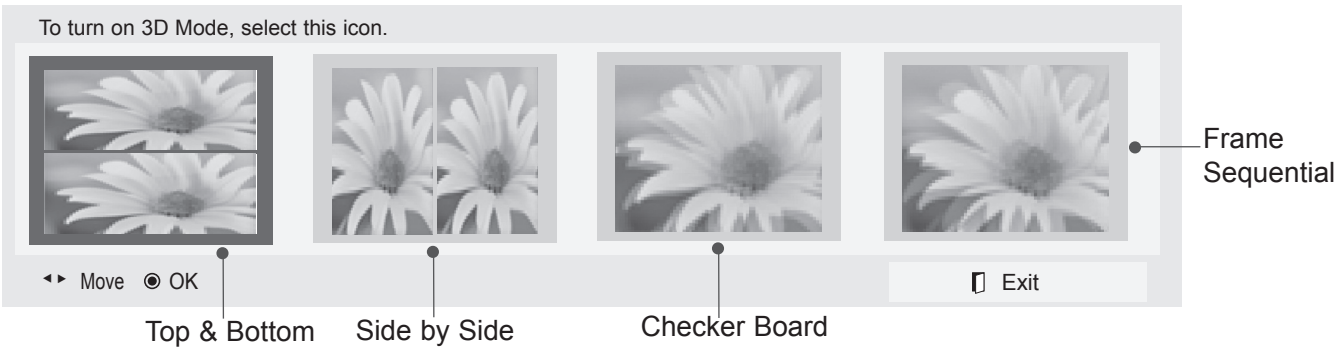 To turn on 3D Mode, select this icon.
Frame
Sequential
◄► Move ◉ OK
Exit
Top & Bottom
Side by Side
Checker Board